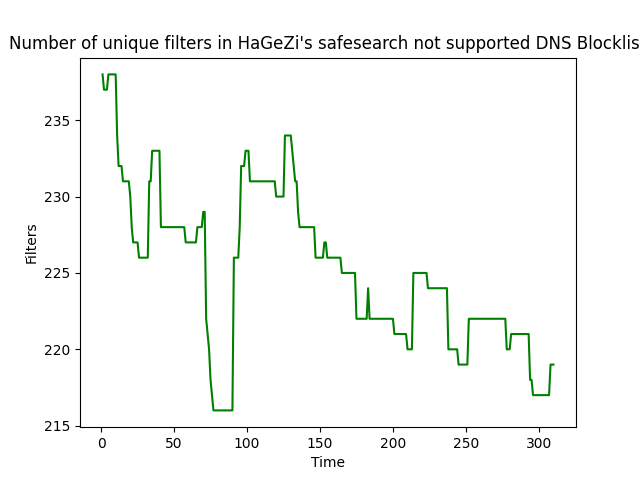 Number of unique filters in HaGeZi's safesearch not supported DNS Blocklis
235
230
225
220
215
Filters
0 50 100 150 200 250 300
Time